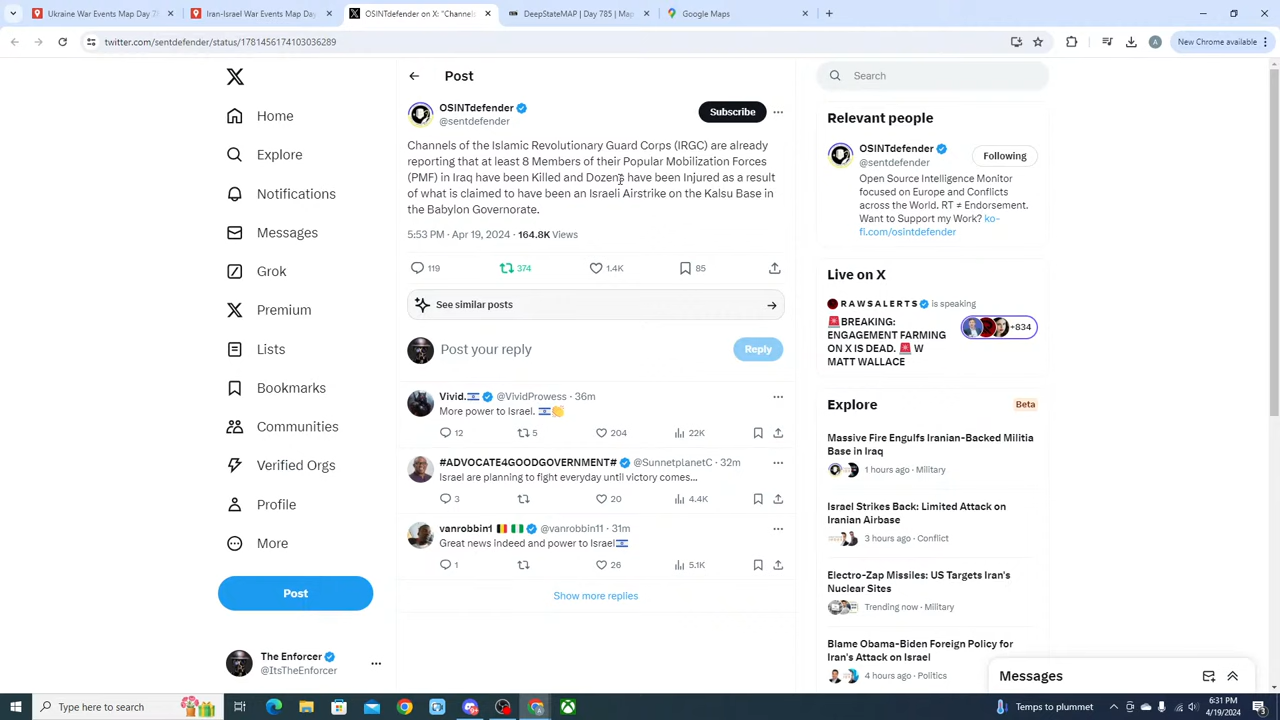 Ukraine War Events Map Day 7
Iran-Israel War Events Map Day
OSINTdefender on X: "Channels
DeepStateMAP | Day 785 | Map
Google Maps
twitter.com/sentdefender/status/1781456174103036289
New Chrome available
Home
Explore
Notifications
Messages
Grok
Premium
Lists
Bookmarks
Communities
Verified Orgs
Profile
More
Post
The Enforcer
@ItsTheEnforcer
Post
OSINTdefender
@sentdefender
Subscribe
Channels of the Islamic Revolutionary Guard Corps (IRGC) are already
reporting that at least 8 Members of their Popular Mobilization Forces
(PMF) in Iraq have been Killed and Dozens have been Injured as a result
of what is claimed to have been an Israeli Airstrike on the Kalsu Base in
the Babylon Governorate.
5:53 PM · Apr 19, 2024 · 164.8K Views
119 374 1.4K 85
See similar posts
Post your reply
Reply
Vivid.🇮🇱 @VividProwess · 36m
More power to Israel. 🇮🇱👏
12 5 204 22K
#ADVOCATE4GOODGOVERNMENT# @SunnetplanetC · 32m
Israel are planning to fight everyday until victory comes...
3 20 4.4K
vanrobbin1 🇧🇪 🇳🇬 @vanrobbin11 · 31m
Great news indeed and power to Israel🇮🇱
1 26 5.1K
Show more replies
Search
Relevant people
OSINTdefender
@sentdefender
Following
Open Source Intelligence Monitor
focused on Europe and Conflicts
across the World. RT ≠ Endorsement.
Want to Support my Work? ko-
fi.com/osintdefender
Live on X
R A W S A L E R T S is speaking
🚨BREAKING:
ENGAGEMENT FARMING
ON X IS DEAD. 🚨 W
MATT WALLACE
+834
Explore
Beta
Massive Fire Engulfs Iranian-Backed Militia
Base in Iraq
1 hours ago · Military
Israel Strikes Back: Limited Attack on
Iranian Airbase
3 hours ago · Conflict
Electro-Zap Missiles: US Targets Iran's
Nuclear Sites
Trending now · Military
Blame Obama-Biden Foreign Policy for
Iran's Attack on Israel
4 hours ago · Politics
Messages
Type here to search
Temps to plummet
6:31 PM
4/19/2024